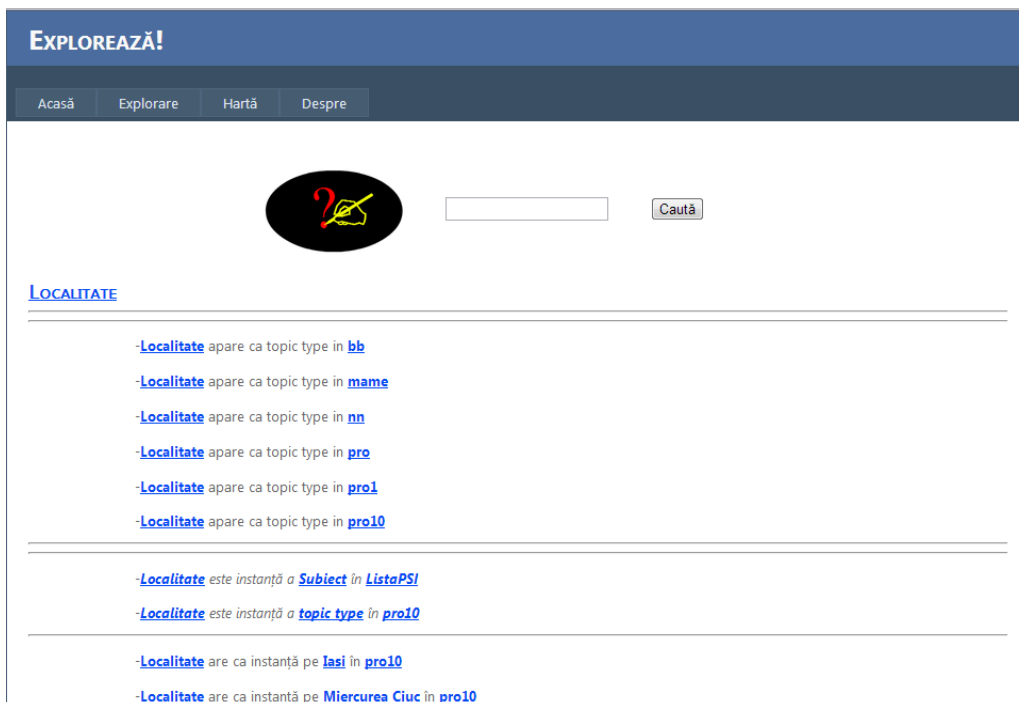 Explorează!
Acasă Explorare Hartă Despre
? Caută
Localitate
-Localitate apare ca topic type in bb
-Localitate apare ca topic type in mame
-Localitate apare ca topic type in nn
-Localitate apare ca topic type in pro
-Localitate apare ca topic type in pro1
-Localitate apare ca topic type in pro10
-Localitate este instanță a Subiect în ListaPSI
-Localitate este instanță a topic type în pro10
-Localitate are ca instanță pe Iasi în pro10
-Localitate are ca instanță pe Miercurea Ciuc în pro10